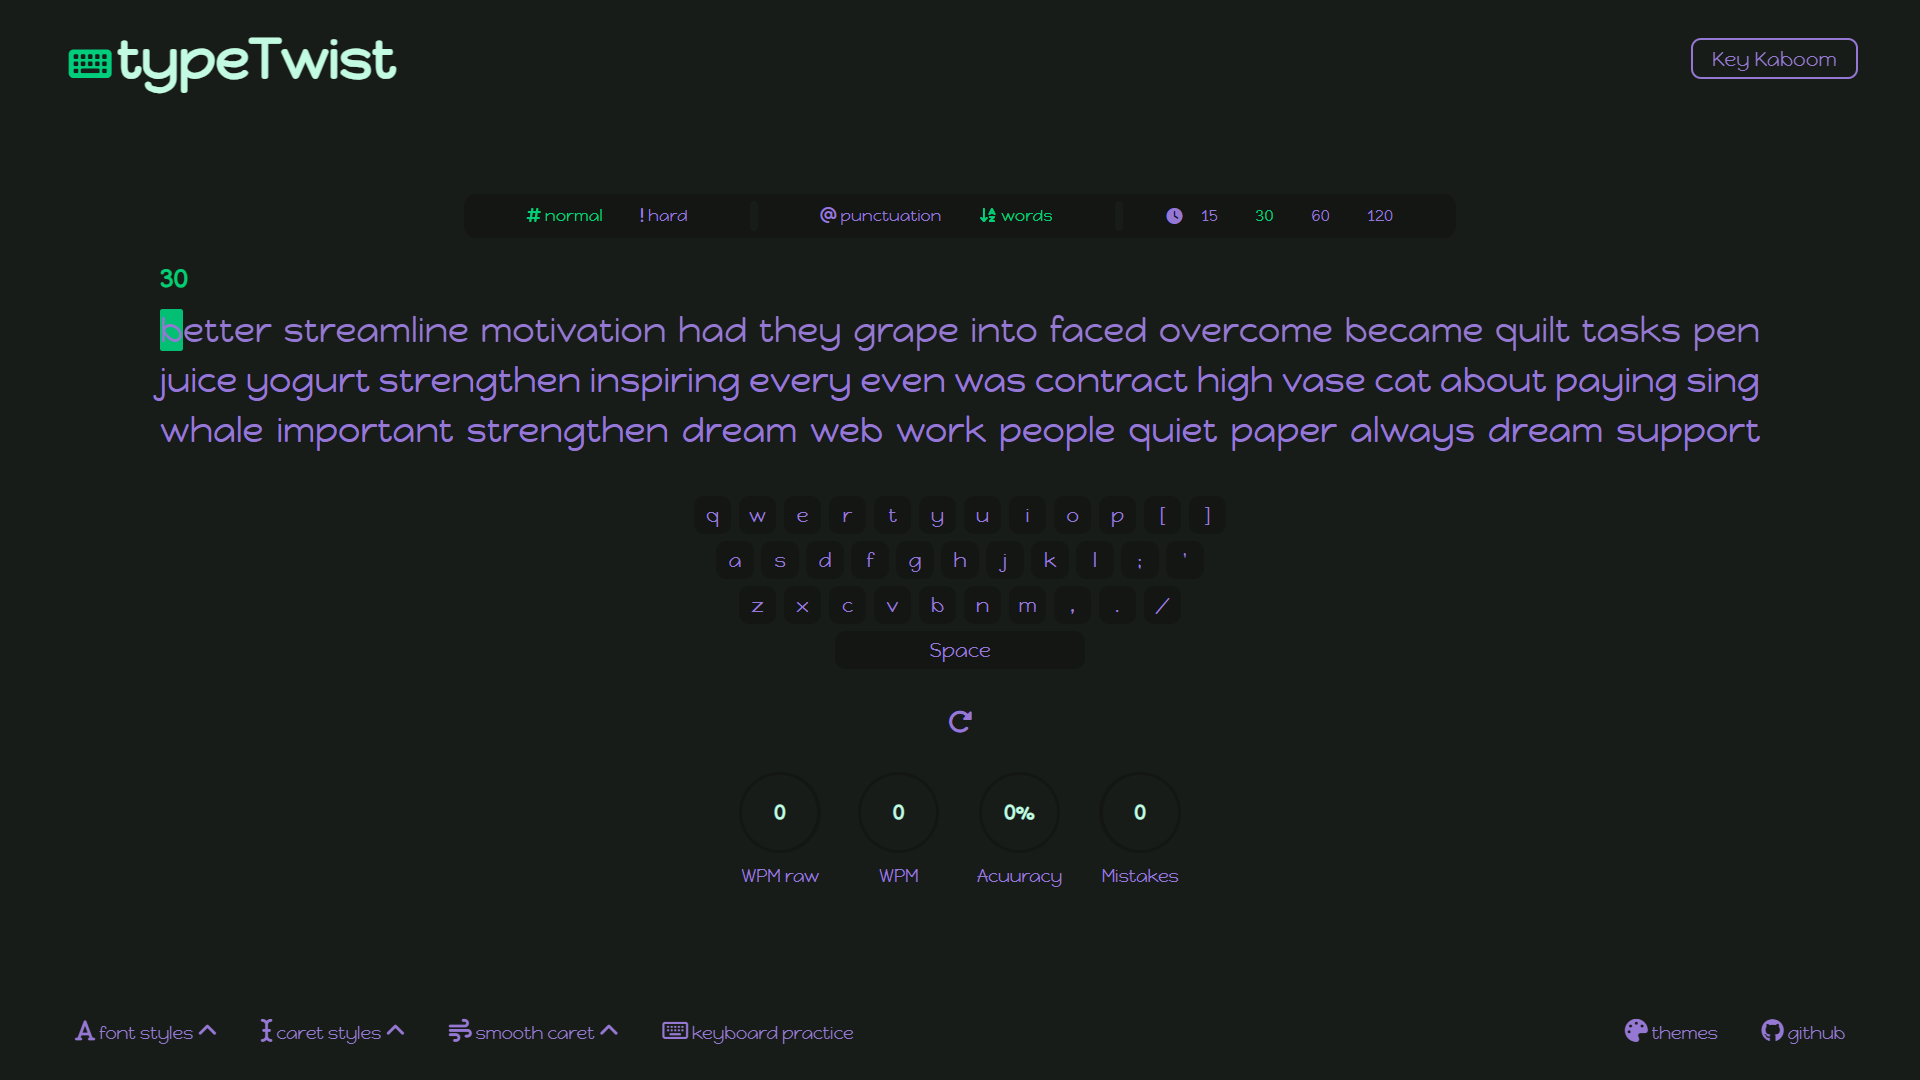 typeTwist
Key Kaboom
# normal ! hard @ punctuation words 15 30 60 120
30
better streamline motivation had they grape into faced overcome became quilt tasks pen
juice yogurt strengthen inspiring every even was contract high vase cat about paying sing
whale important strengthen dream web work people quiet paper always dream support
q w e r t y u i o p [ ]
a s d f g h j k l ; '
z x c v b n m , . /
Space
0 0 0% 0
WPM raw WPM Acuuracy Mistakes
font styles caret styles smooth caret keyboard practice themes github